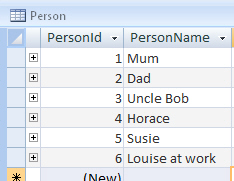 Person
PersonId PersonName
1 Mum
2 Dad
3 Uncle Bob
4 Horace
5 Susie
6 Louise at work
(New)